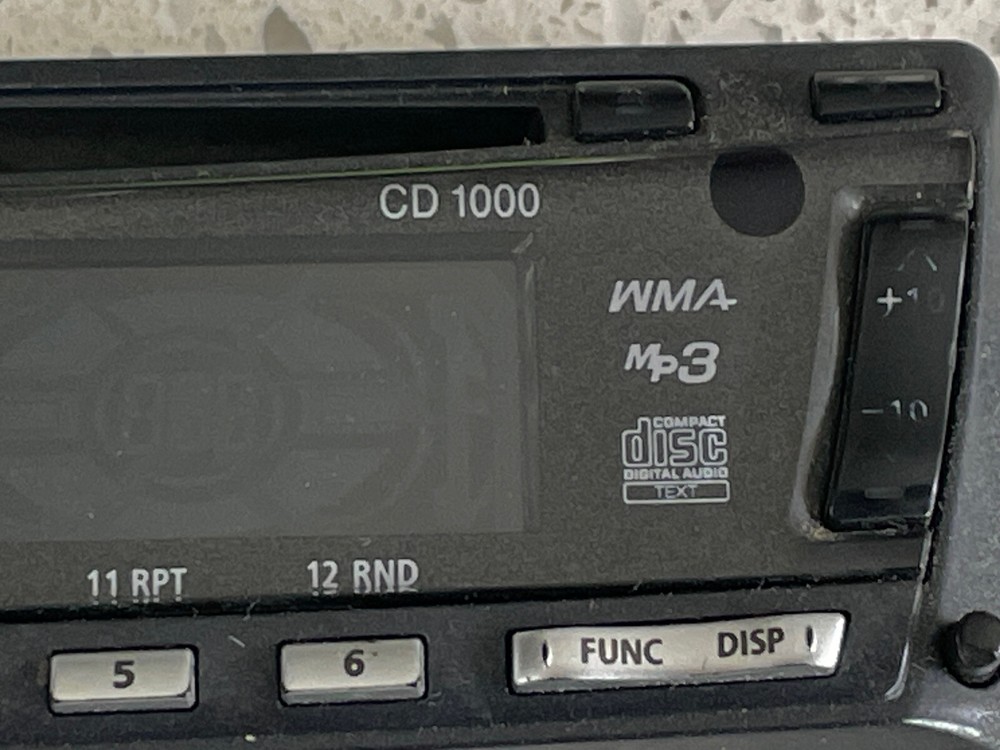 CD 1000
WMA
MP3
+10
-10
COMPACT
disc
DIGITAL AUDIO
TEXT
11 RPT 12 RND
5 6 FUNC DISP